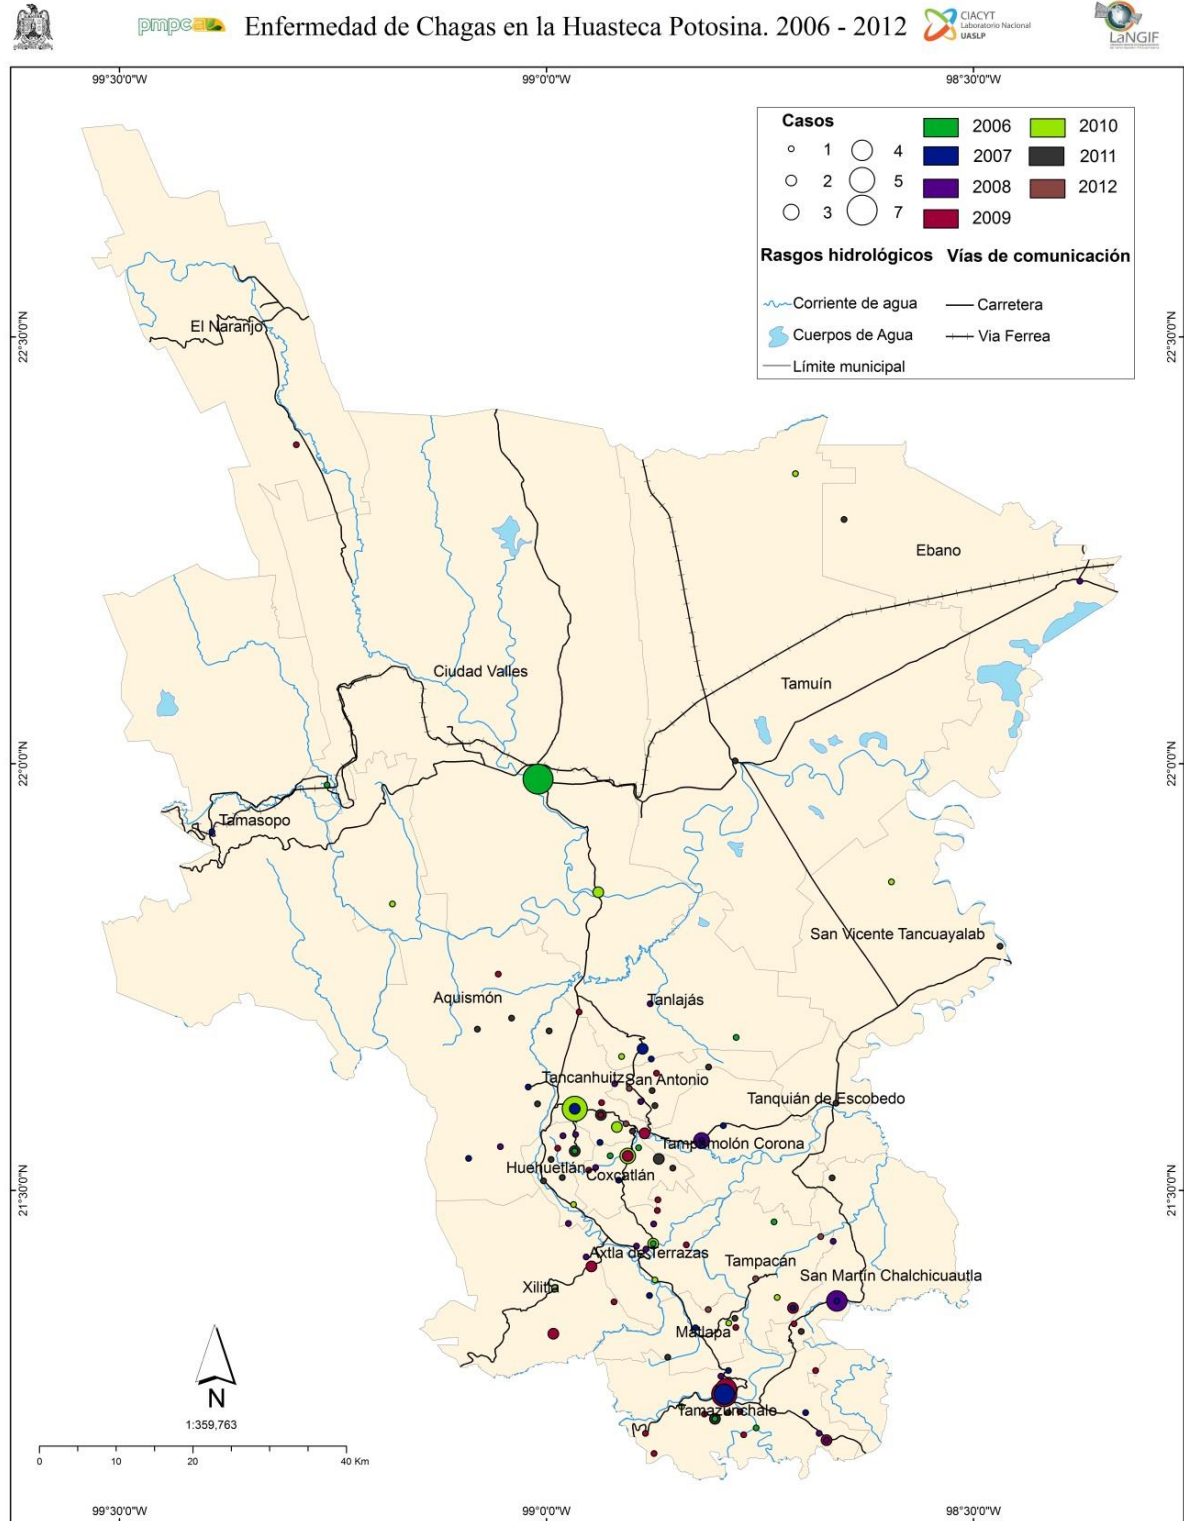 pmpca
Enfermedad de Chagas en la Huasteca Potosina. 2006 - 2012
CIACYT
Laboratorio Nacional
UASLP
LaNGIF
99°30'0"W 99°0'0"W 98°30'0"W
Casos
1 4
2 5
3 7
2006 2010
2007 2011
2008 2012
2009
Rasgos hidrológicos Vías de comunicación
Corriente de agua Carretera
Cuerpos de Agua Via Ferrea
Límite municipal
22°30'0"N 22°30'0"N
El Naranjo
Ebano
Ciudad Valles
Tamuín
22°0'0"N 22°0'0"N
Tamasopo
San Vicente Tancuayalab
Aquismón
Tanlajás
Tancanhuitz
San Antonio
Tanquián de Escobedo
Tampamolón Corona
Huehuetlán
Coxcatlán
21°30'0"N 21°30'0"N
Axtla de Terrazas
Tampacán
San Martín Chalchicuautla
Xilitla
Matlapa
Tamazunchale
N
1:359,763
0 10 20 40 Km
99°30'0"W 99°0'0"W 98°30'0"W